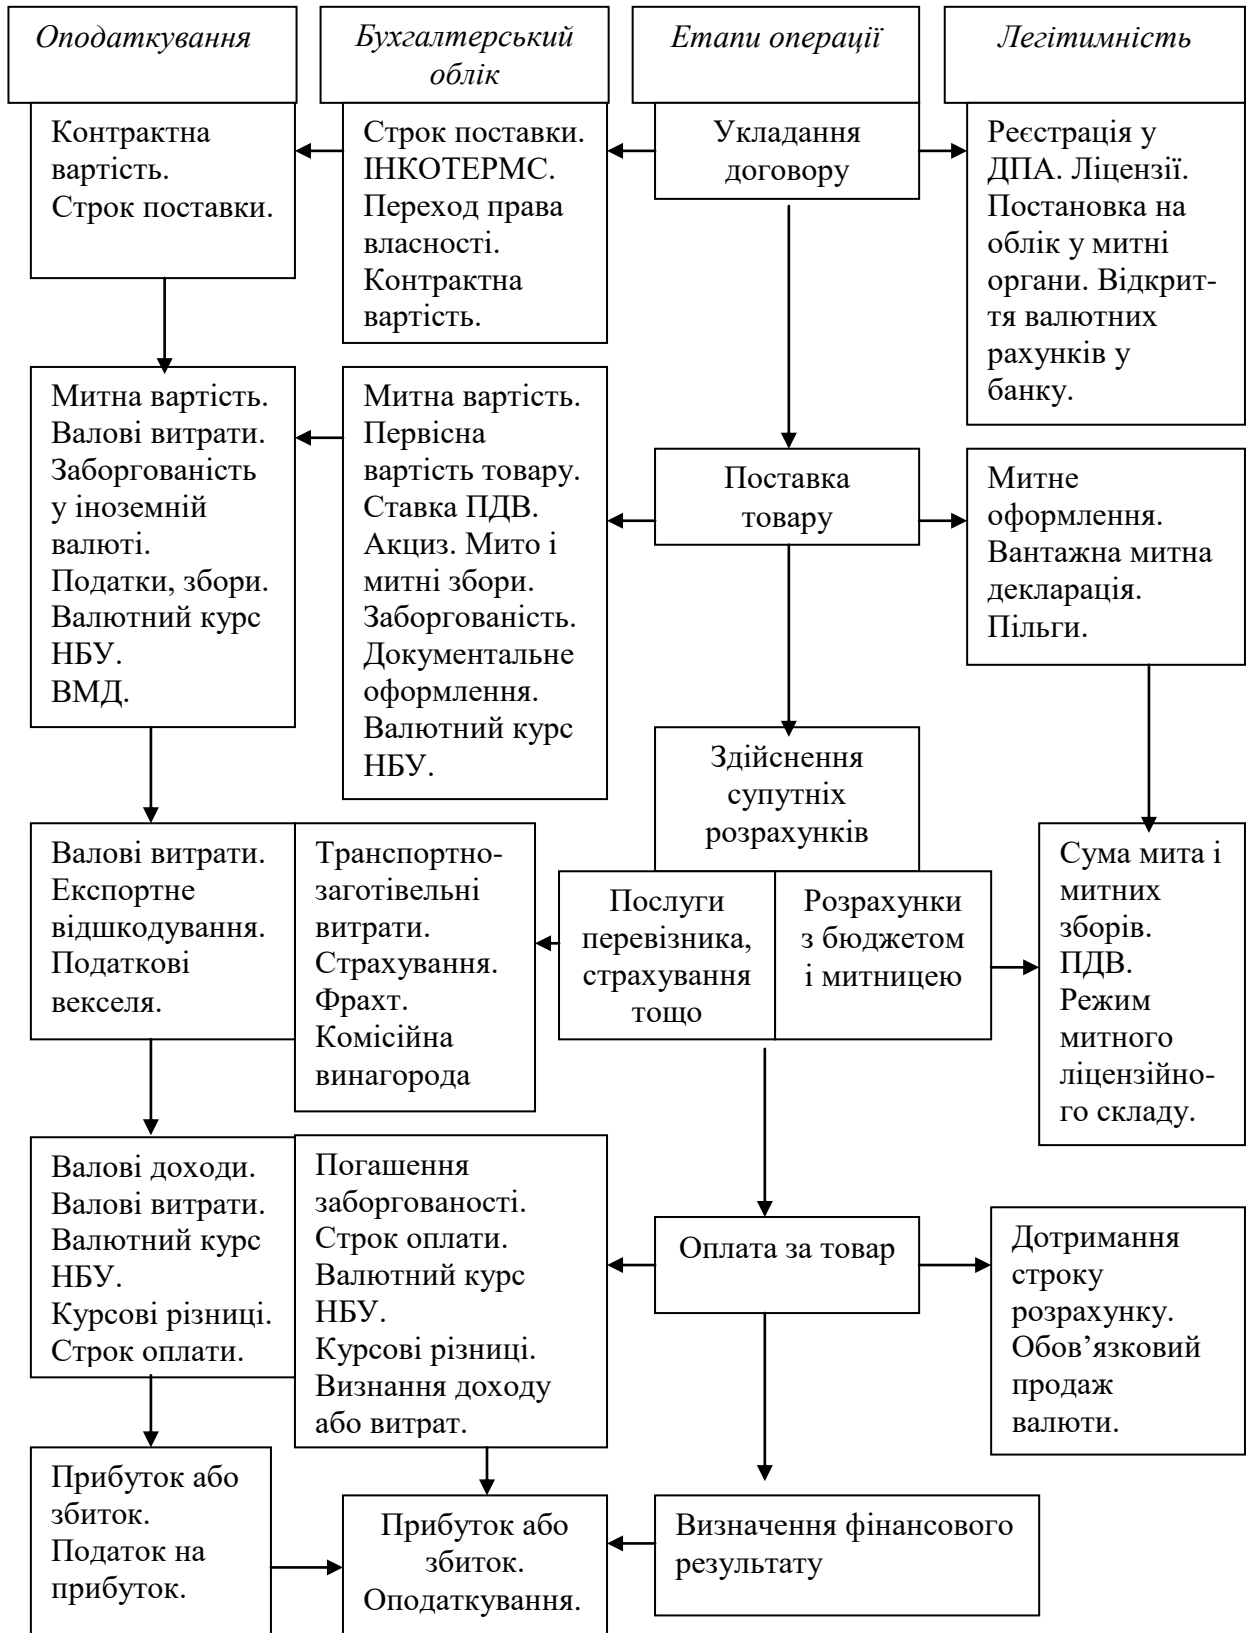 Оподаткування
Бухгалтерський
облік
Етапи операції
Легітимність
Контрактна
вартість.
Строк поставки.
Строк поставки.
ІНКОТЕРМС.
Переход права
власності.
Контрактна
вартість.
Укладання
договору
Реєстрація у
ДПА. Ліцензії.
Постановка на
облік у митні
органи. Відкрит-
тя валютних
рахунків у
банку.
Митна вартість.
Валові витрати.
Заборгованість
у іноземній
валюті.
Податки, збори.
Валютний курс
НБУ.
ВМД.
Митна вартість.
Первісна
вартість товару.
Ставка ПДВ.
Акциз. Мито і
митні збори.
Заборгованість.
Документальне
оформлення.
Валютний курс
НБУ.
Поставка
товару
Митне
оформлення.
Вантажна митна
декларація.
Пільги.
Здійснення
супутніх
розрахунків
Валові витрати.
Експортне
відшкодування.
Податкові
векселя.
Транспортно-
заготівельні
витрати.
Страхування.
Фрахт.
Комісійна
винагорода
Послуги
перевізника,
страхування
тощо
Розрахунки
з бюджетом
і митницею
Сума мита і
митних
зборів.
ПДВ.
Режим
митного
ліцензійно-
го складу.
Валові доходи.
Валові витрати.
Валютний курс
НБУ.
Курсові різниці.
Строк оплати.
Погашення
заборгованості.
Строк оплати.
Валютний курс
НБУ.
Курсові різниці.
Визнання доходу
або витрат.
Оплата за товар
Дотримання
строку
розрахунку.
Обов’язковий
продаж
валюти.
Прибуток або
збиток.
Податок на
прибуток.
Прибуток або
збиток.
Оподаткування.
Визначення фінансового
результату